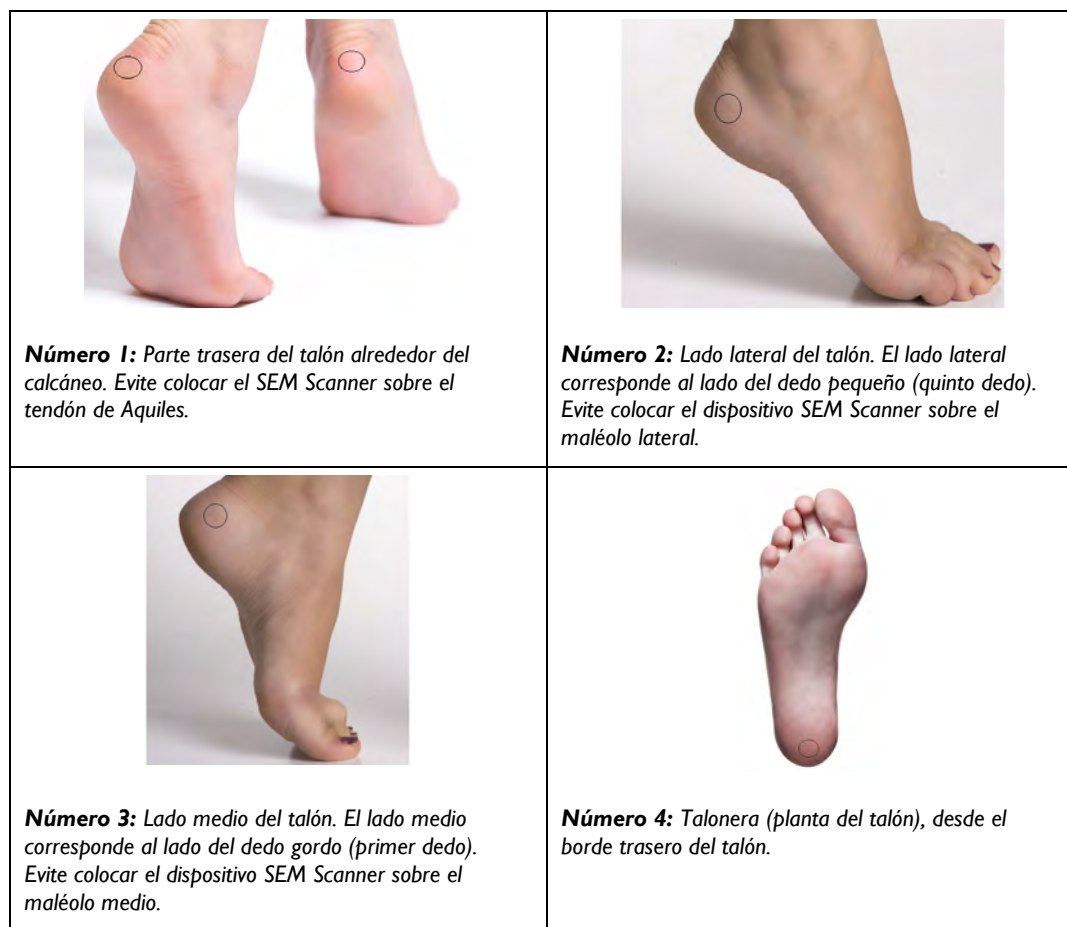 Número 1: Parte trasera del talón alrededor del
calcáneo. Evite colocar el SEM Scanner sobre el
tendón de Aquiles.
Número 2: Lado lateral del talón. El lado lateral
corresponde al lado del dedo pequeño (quinto dedo).
Evite colocar el dispositivo SEM Scanner sobre el
maléolo lateral.
Número 3: Lado medio del talón. El lado medio
corresponde al lado del dedo gordo (primer dedo).
Evite colocar el dispositivo SEM Scanner sobre el
maléolo medio.
Número 4: Talonera (planta del talón), desde el
borde trasero del talón.